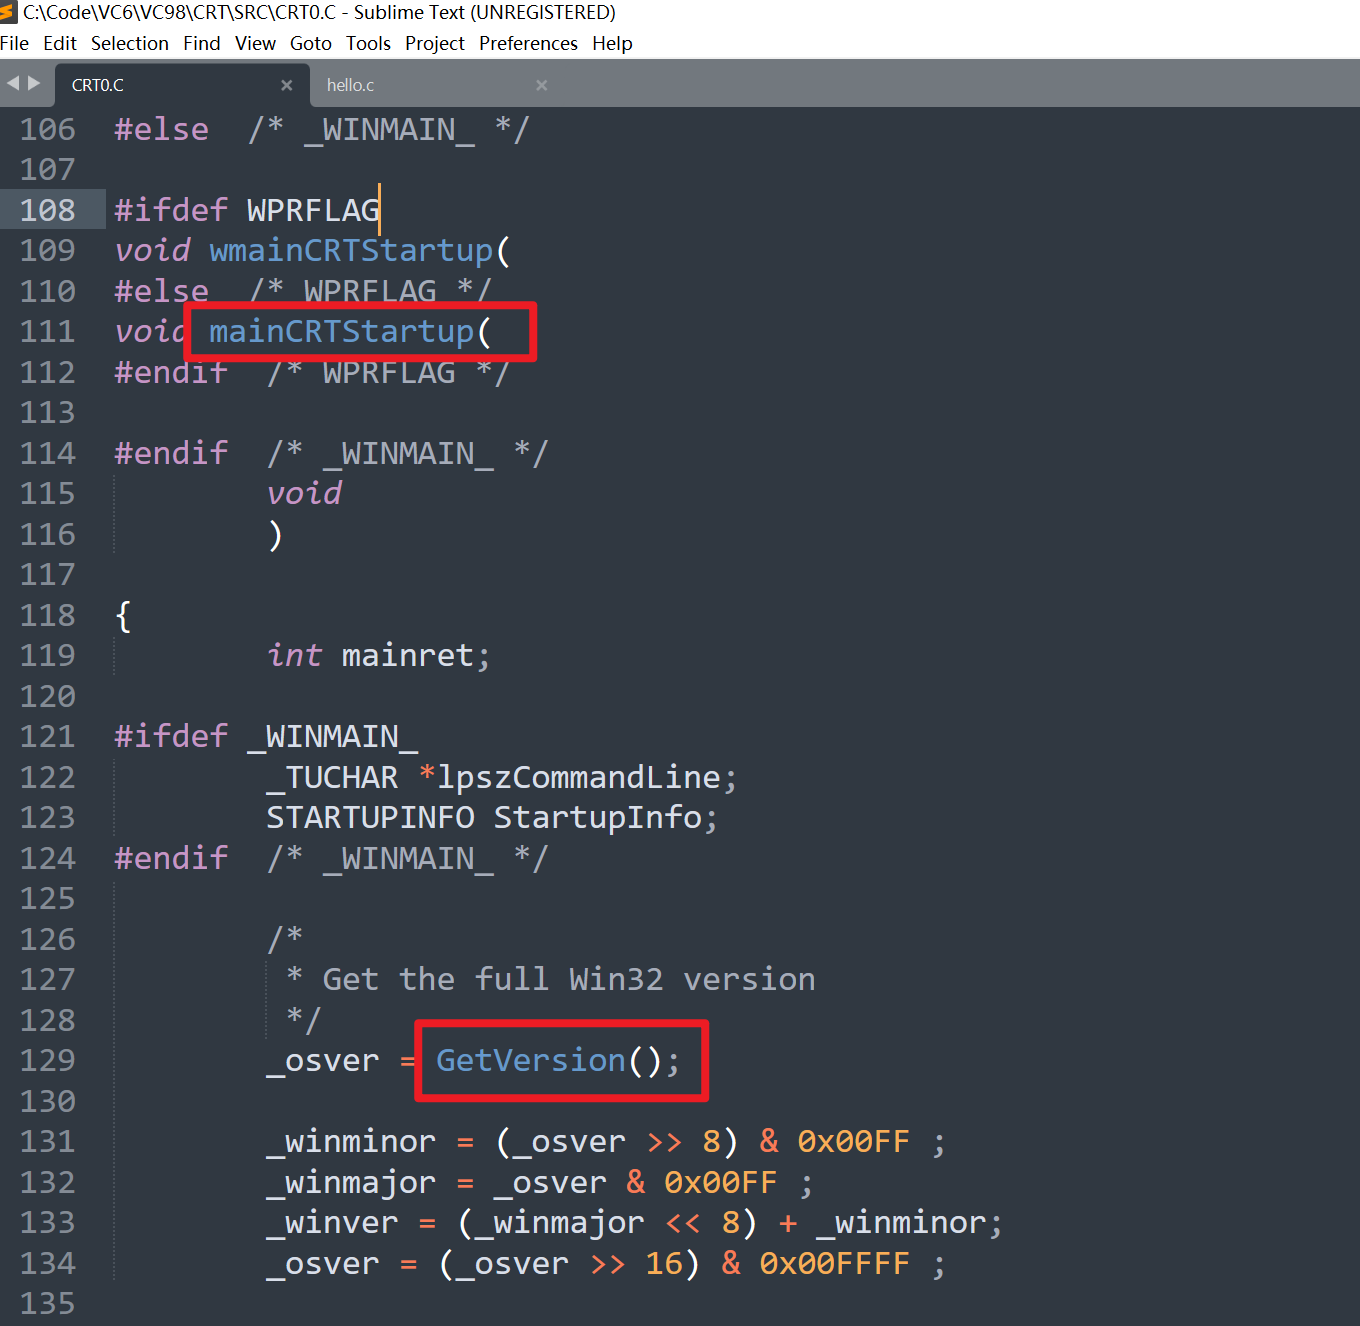 C:\Code\VC6\VC98\CRT\SRC\CRT0.C - Sublime Text (UNREGISTERED)
File Edit Selection Find View Goto Tools Project Preferences Help
CRT0.C × hello.c ×
106 #else  /* _WINMAIN_ */
107
108 #ifdef WPRFLAG
109 void wmainCRTStartup(
110 #else  /* WPRFLAG */
111 void mainCRTStartup(
112 #endif  /* WPRFLAG */
113
114 #endif  /* _WINMAIN_ */
115         void
116         )
117
118 {
119         int mainret;
120
121 #ifdef _WINMAIN_
122         _TUCHAR *lpszCommandLine;
123         STARTUPINFO StartupInfo;
124 #endif  /* _WINMAIN_ */
125
126         /*
127          * Get the full Win32 version
128          */
129         _osver = GetVersion();
130
131         _winminor = (_osver >> 8) & 0x00FF ;
132         _winmajor = _osver & 0x00FF ;
133         _winver = (_winmajor << 8) + _winminor;
134         _osver = (_osver >> 16) & 0x00FFFF ;
135